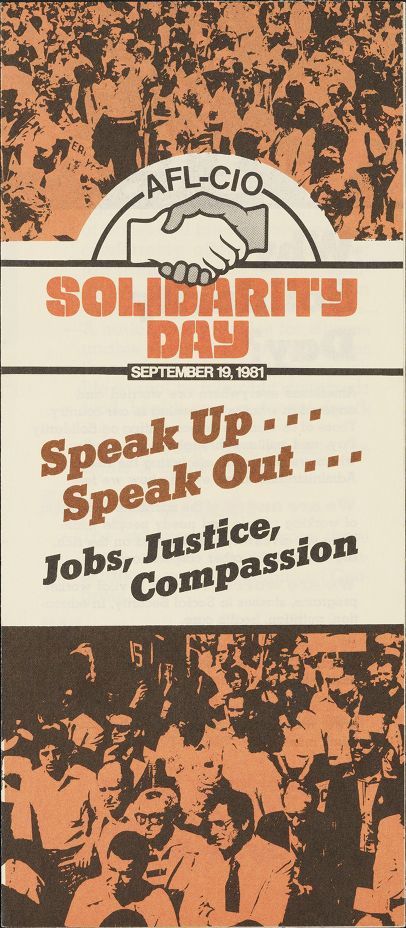 AFL-CIO
SOLIDARITY
DAY
SEPTEMBER 19, 1981
Speak Up . . .
Speak Out . . .
Jobs, Justice,
Compassion